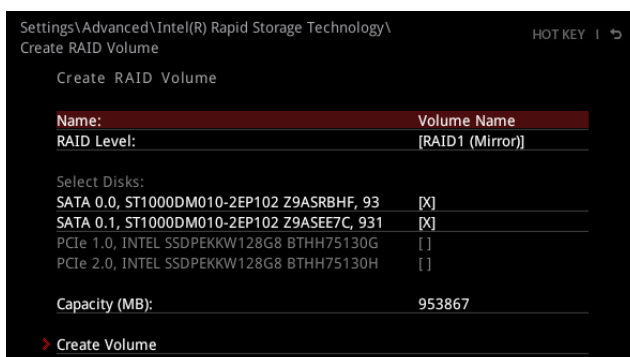 Settings\Advanced\Intel(R) Rapid Storage Technology\
Create RAID Volume
HOT KEY |
Create RAID Volume
Name: Volume Name
RAID Level: [RAID1 (Mirror)]
Select Disks:
SATA 0.0, ST1000DM010-2EP102 Z9ASRBHF, 93 [X]
SATA 0.1, ST1000DM010-2EP102 Z9ASEE7C, 931 [X]
PCIe 1.0, INTEL SSDPEKKW128G8 BTHH75130G [ ]
PCIe 2.0, INTEL SSDPEKKW128G8 BTHH75130H [ ]
Capacity (MB): 953867
> Create Volume